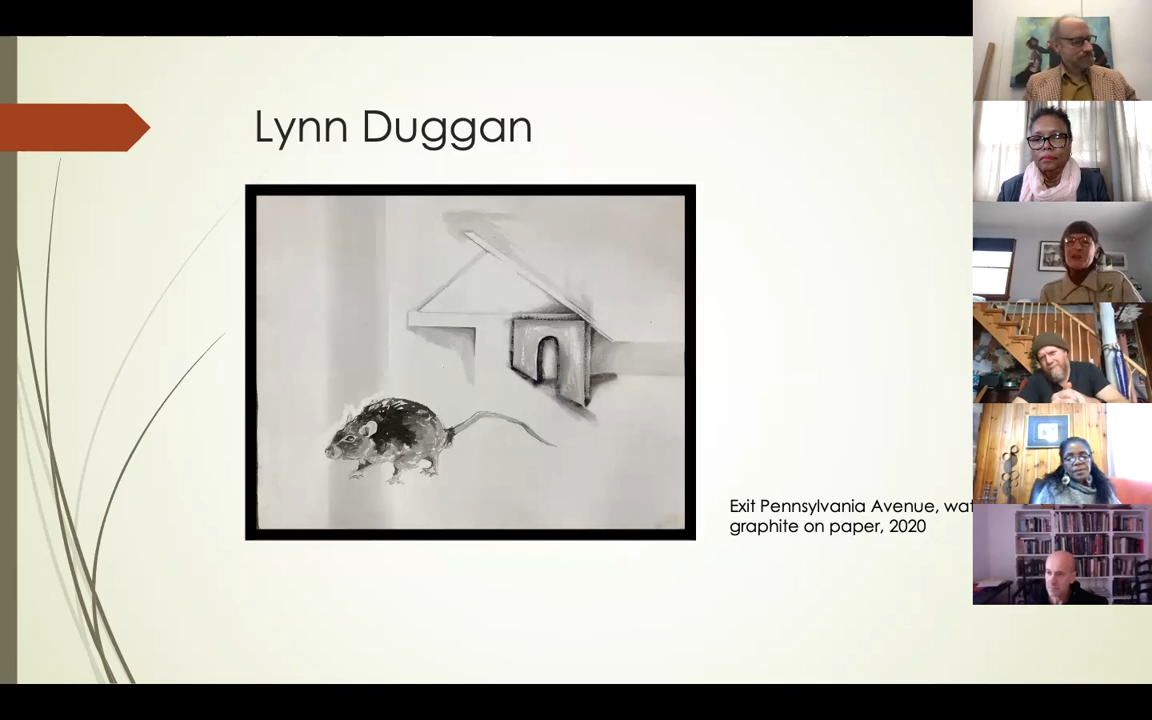 Lynn Duggan
Exit Pennsylvania Avenue,
graphite on paper, 2020